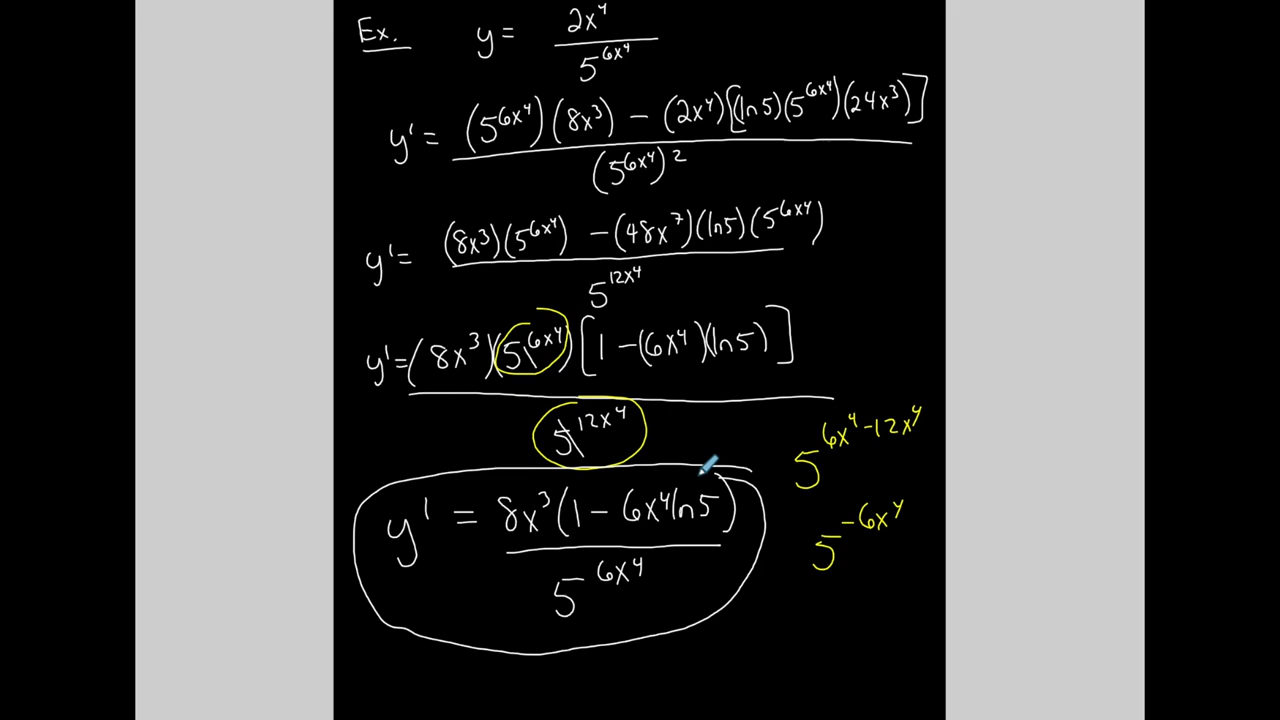 Ex. y = 2x⁴ / 5^(6x⁴)
y' = (5^(6x⁴))(8x³) − (2x⁴)[(ln5)(5^(6x⁴))(24x³)] / (5^(6x⁴))²
y' = (8x³)(5^(6x⁴)) − (48x⁷)(ln5)(5^(6x⁴)) / 5^(12x⁴)
y' = (8x³)(5^(6x⁴))[1 − (6x⁴)(ln5)] / 5^(12x⁴)
5^(6x⁴−12x⁴)
5^(−6x⁴)
y' = 8x³(1 − 6x⁴ln5) / 5^(6x⁴)